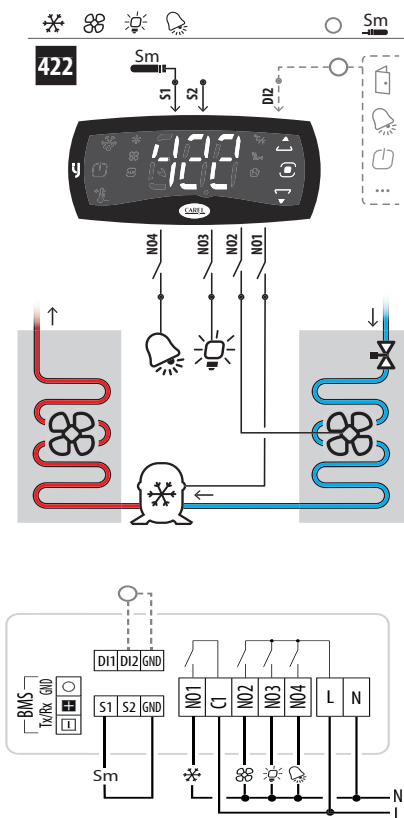 Sm
422
Sm
S1
S2
DI2
...
422
y
CAREL
NO4
NO3
NO2
NO1
DI1 DI2 GND
BMS
Tx/Rx GND
S1 S2 GND
NO1 C1 NO2 NO3 NO4 L N
Sm
N
L